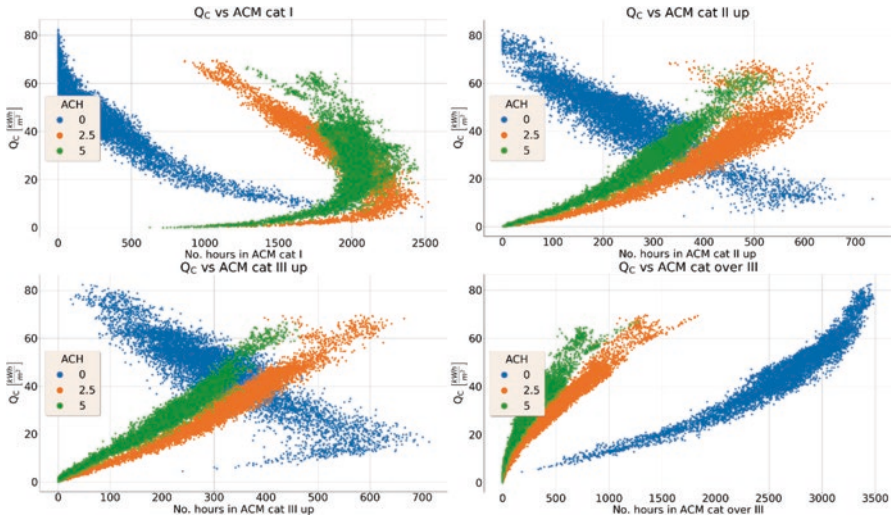 Q_C vs ACM cat I
Q_C [kWh/m²]
80
60
40
20
0
ACH
0
2.5
5
0 500 1000 1500 2000 2500
No. hours in ACM cat I
Q_C vs ACM cat II up
Q_C [kWh/m²]
80
60
40
20
0
ACH
0
2.5
5
0 100 200 300 400 500 600 700
No. hours in ACM cat II up
Q_C vs ACM cat III up
Q_C [kWh/m²]
80
60
40
20
0
ACH
0
2.5
5
0 100 200 300 400 500 600 700
No. hours in ACM cat III up
Q_C vs ACM cat over III
Q_C [kWh/m²]
80
60
40
20
0
ACH
0
2.5
5
0 500 1000 1500 2000 2500 3000 3500
No. hours in ACM cat over III